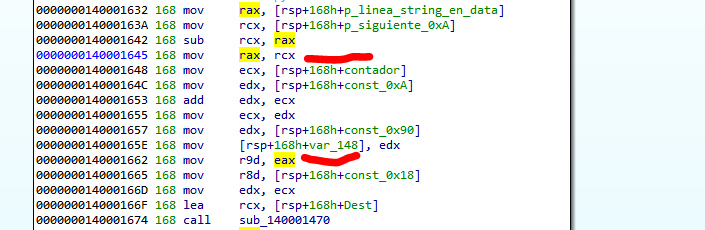 0000000140001632 168 mov rax, [rsp+168h+p_linea_string_en_data]
000000014000163A 168 mov rcx, [rsp+168h+p_siguiente_0xA]
0000000140001642 168 sub rcx, rax
0000000140001645 168 mov rax, rcx
0000000140001648 168 mov ecx, [rsp+168h+contador]
000000014000164C 168 mov edx, [rsp+168h+const_0xA]
0000000140001653 168 add edx, ecx
0000000140001655 168 mov ecx, edx
0000000140001657 168 mov edx, [rsp+168h+const_0x90]
000000014000165E 168 mov [rsp+168h+var_148], edx
0000000140001662 168 mov r9d, eax
0000000140001665 168 mov r8d, [rsp+168h+const_0x18]
000000014000166D 168 mov edx, ecx
000000014000166F 168 lea rcx, [rsp+168h+Dest]
0000000140001674 168 call sub_140001470